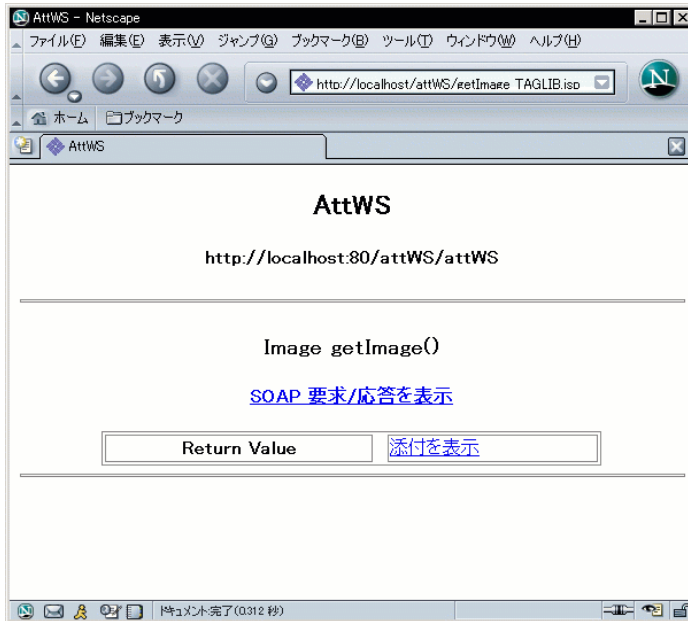 AttWS - Netscape
ファイル(F) 編集(E) 表示(V) ジャンプ(G) ブックマーク(B) ツール(T) ウィンドウ(W) ヘルプ(H)
http://localhost/attWS/getImage_TAGLIB.jsp
ホーム ブックマーク
AttWS
AttWS
http://localhost:80/attWS/attWS
Image getImage()
SOAP 要求/応答を表示
Return Value 添付を表示
ドキュメント:完了(0.312 秒)